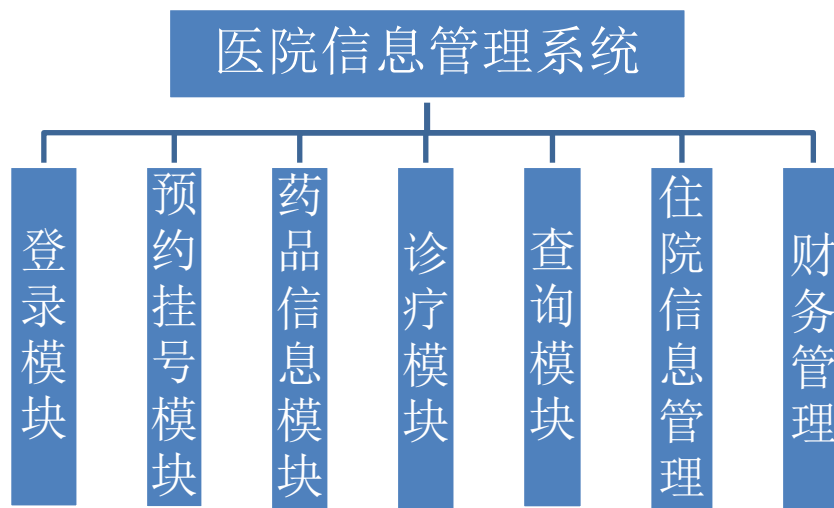 医院信息管理系统
登录模块
预约挂号模块
药品信息模块
诊疗模块
查询模块
住院信息管理
财务管理